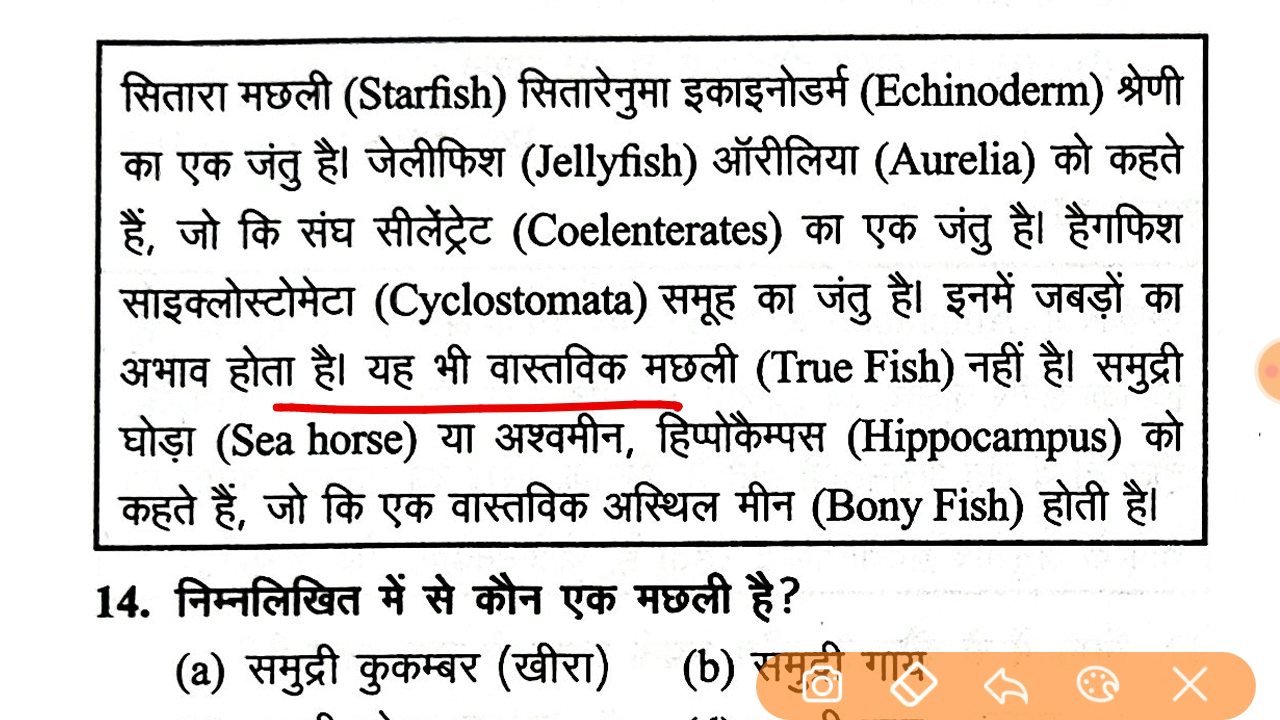 सितारा मछली (Starfish) सितारेनुमा इकाइनोडर्म (Echinoderm) श्रेणी
का एक जंतु है। जेलीफिश (Jellyfish) ऑरीलिया (Aurelia) को कहते
हैं, जो कि संघ सीलेंट्रेट (Coelenterates) का एक जंतु है। हैगफिश
साइक्लोस्टोमेटा (Cyclostomata) समूह का जंतु है। इनमें जबड़ों का
अभाव होता है। यह भी वास्तविक मछली (True Fish) नहीं है। समुद्री
घोड़ा (Sea horse) या अश्वमीन, हिप्पोकैम्पस (Hippocampus) को
कहते हैं, जो कि एक वास्तविक अस्थिल मीन (Bony Fish) होती है।
14. निम्नलिखित में से कौन एक मछली है?
(a) समुद्री कुकम्बर (खीरा) (b) समुद्री गाय